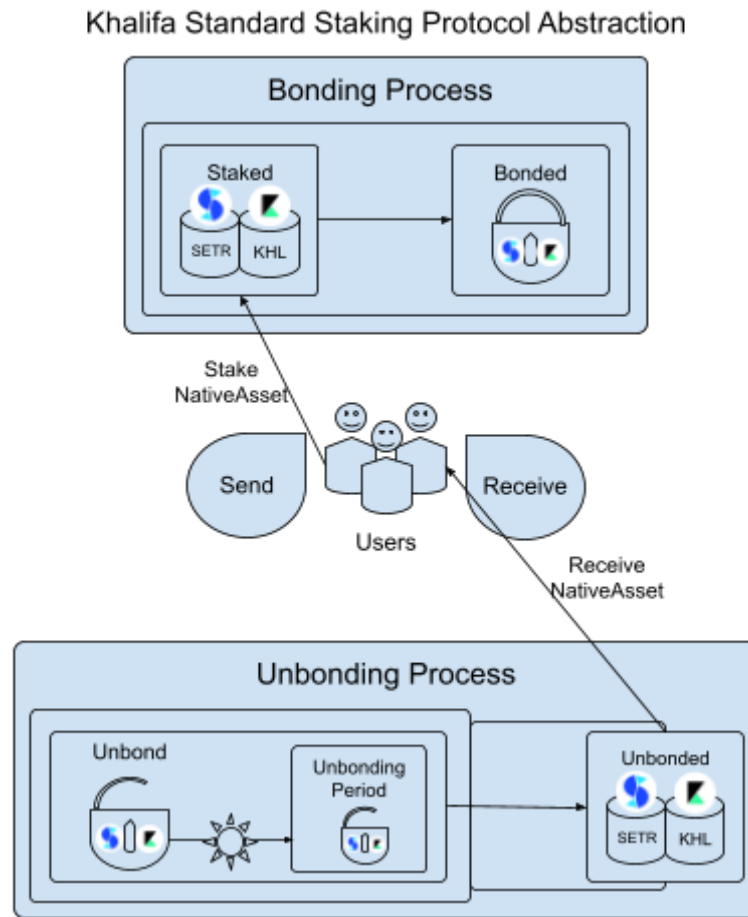 Khalifa Standard Staking Protocol Abstraction
Bonding Process
Staked
SETR
KHL
Bonded
Stake
NativeAsset
Send
Receive
Users
Receive
NativeAsset
Unbonding Process
Unbond
Unbonding
Period
Unbonded
SETR
KHL